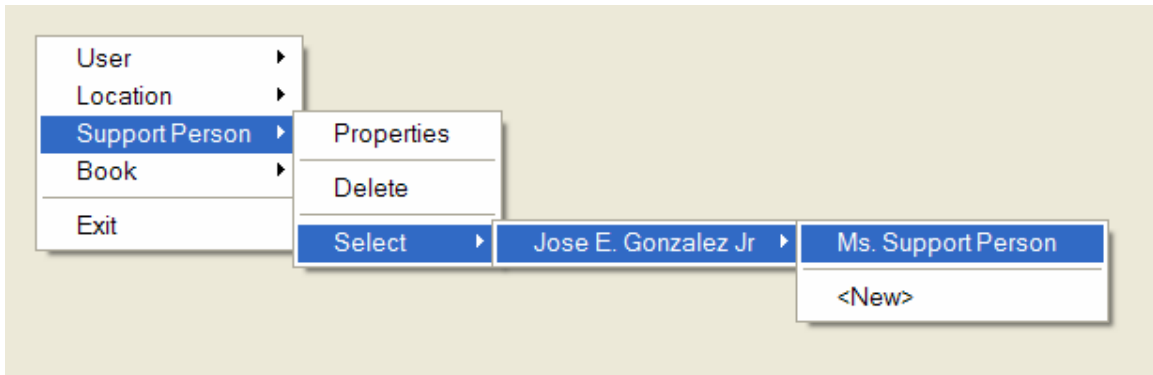 User
Location
Support Person
Book
Exit
Properties
Delete
Select
Jose E. Gonzalez Jr
Ms. Support Person
<New>